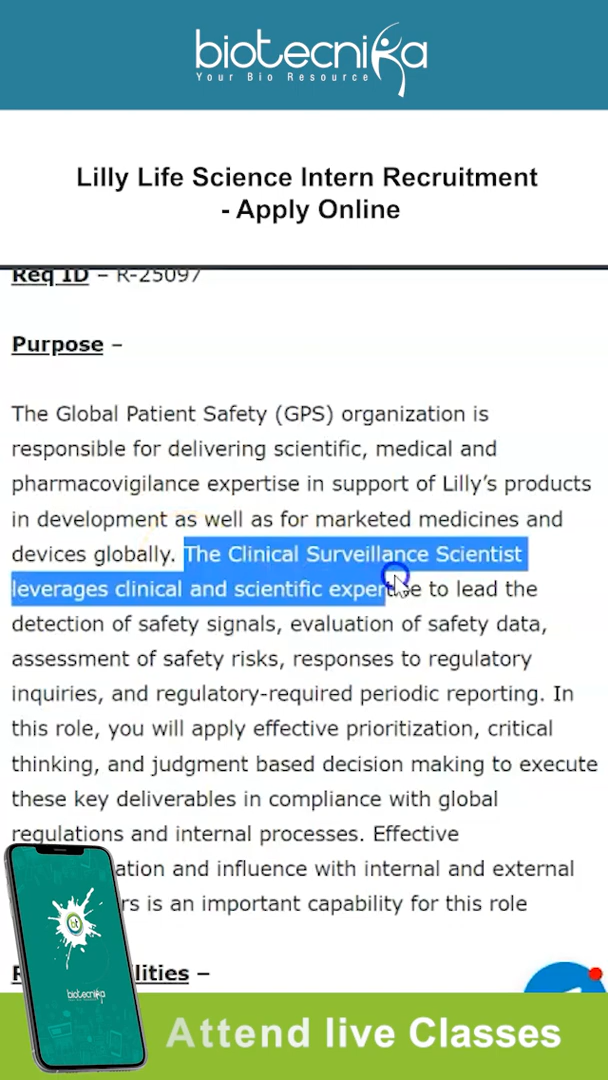 biotecnika
Your Bio Resource
Lilly Life Science Intern Recruitment
- Apply Online
Req ID – R-25097
Purpose –
The Global Patient Safety (GPS) organization is
responsible for delivering scientific, medical and
pharmacovigilance expertise in support of Lilly’s products
in development as well as for marketed medicines and
devices globally. The Clinical Surveillance Scientist
leverages clinical and scientific expertise to lead the
detection of safety signals, evaluation of safety data,
assessment of safety risks, responses to regulatory
inquiries, and regulatory-required periodic reporting. In
this role, you will apply effective prioritization, critical
thinking, and judgment based decision making to execute
these key deliverables in compliance with global
regulations and internal processes. Effective
ation and influence with internal and external
rs is an important capability for this role
lities –
bt
biotecnika
Attend live Classes